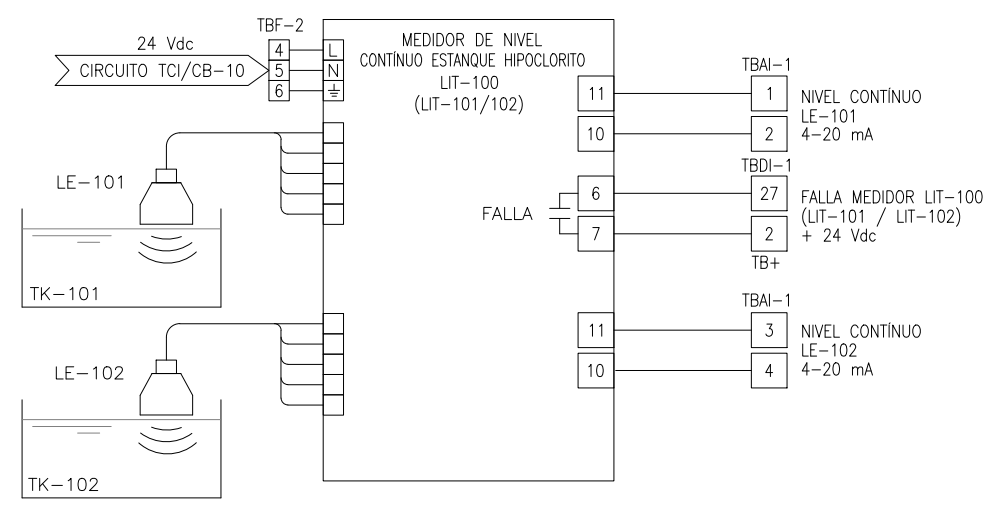 TBF-2
24 Vdc
CIRCUITO TCI/CB-10
4
5
6
L
N
MEDIDOR DE NIVEL
CONTÍNUO ESTANQUE HIPOCLORITO
LIT-100
(LIT-101/102)
TBAI-1
11
1
10
2
NIVEL CONTÍNUO
LE-101
4-20 mA
LE-101
TK-101
FALLA
TBDI-1
6
27
7
2
TB+
FALLA MEDIDOR LIT-100
(LIT-101 / LIT-102)
+ 24 Vdc
TBAI-1
11
3
10
4
NIVEL CONTÍNUO
LE-102
4-20 mA
LE-102
TK-102